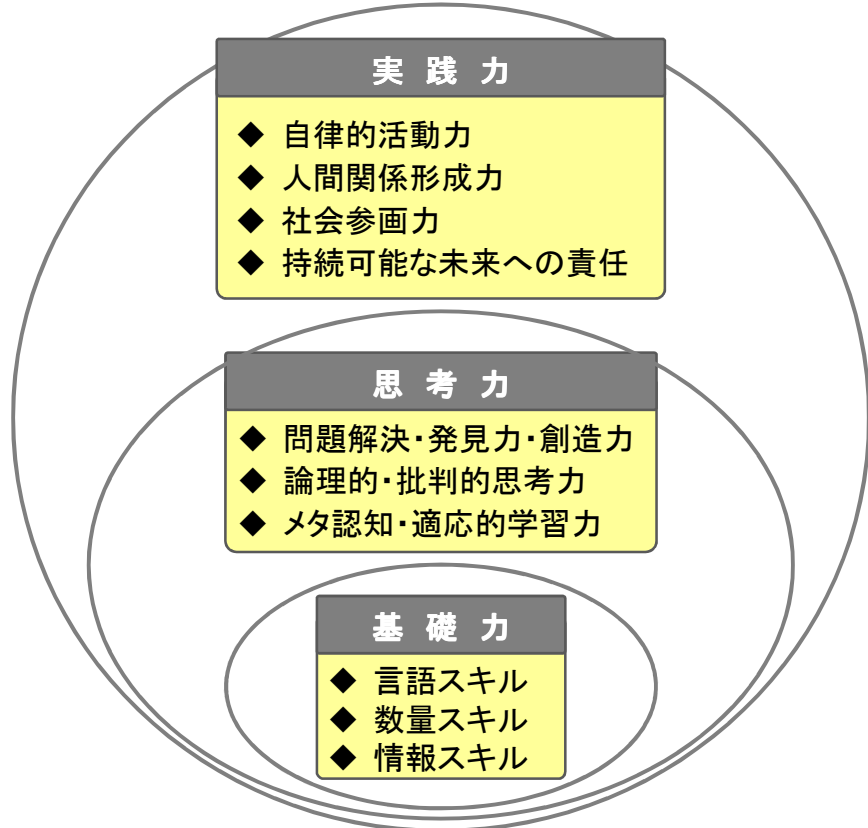 実践力
◆ 自律的活動力
◆ 人間関係形成力
◆ 社会参画力
◆ 持続可能な未来への責任
思考力
◆ 問題解決・発見力・創造力
◆ 論理的・批判的思考力
◆ メタ認知・適応的学習力
基礎力
◆ 言語スキル
◆ 数量スキル
◆ 情報スキル